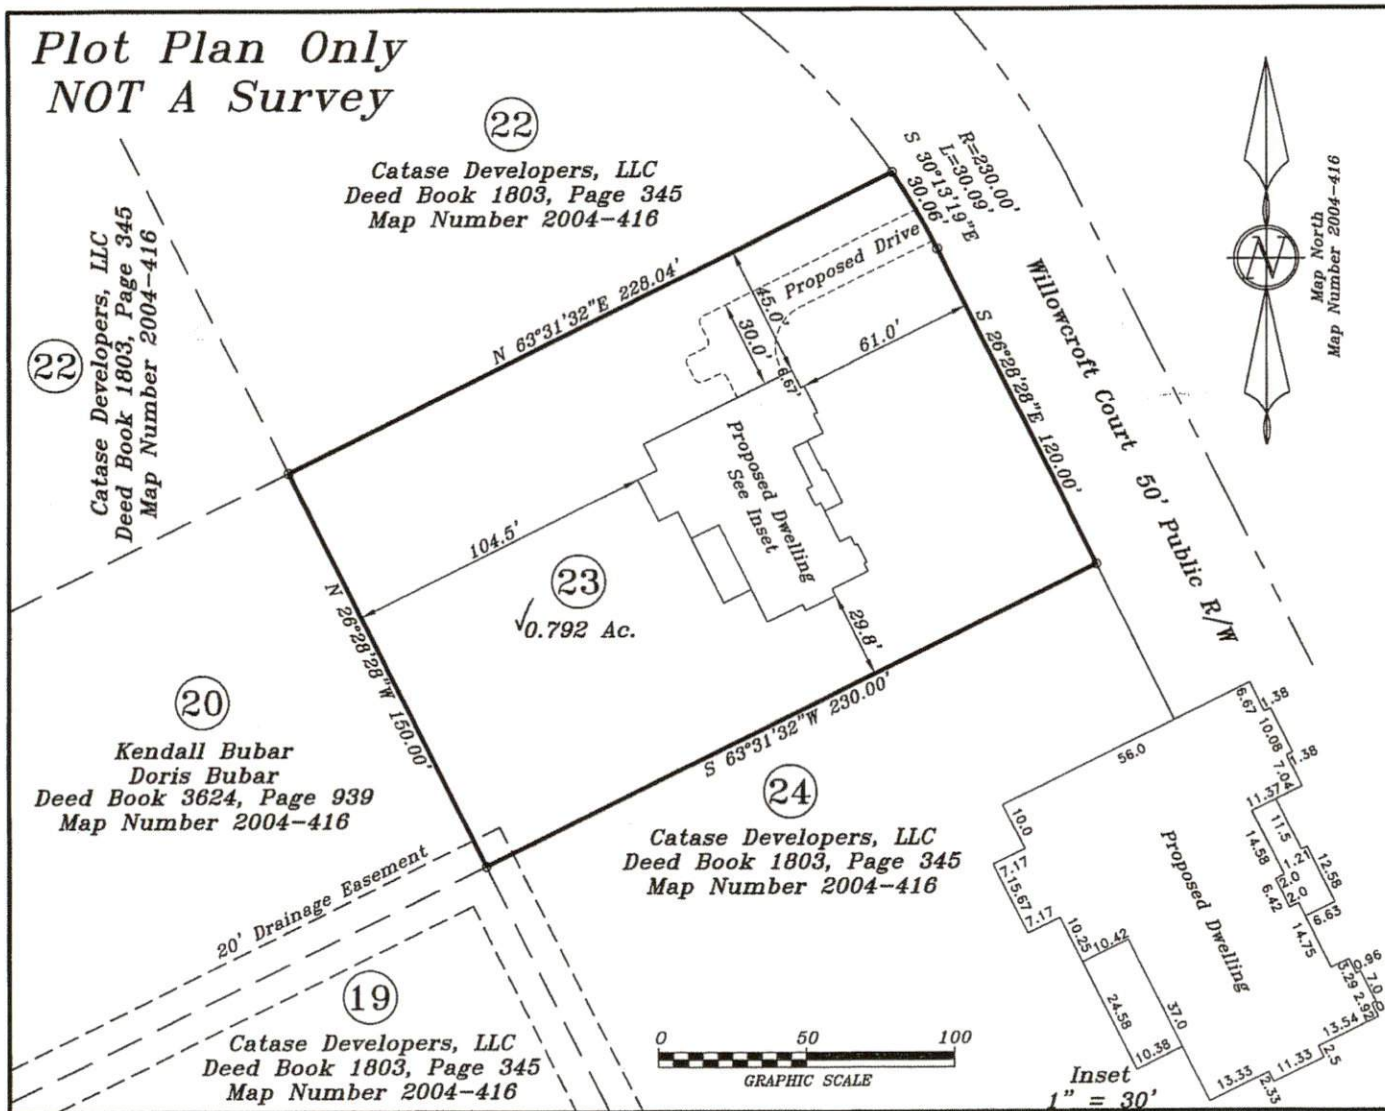 Plot Plan Only
NOT A Survey
22
Catase Developers, LLC
Deed Book 1803, Page 345
Map Number 2004-416
R=230.00'
L=30.09'
S 30°13'19"E
30.06'
Map North
Map Number 2004-416
N
22
Catase Developers, LLC
Deed Book 1803, Page 345
Map Number 2004-416
N 63°31'32"E 228.04'
Proposed Drive
45.0'
30.0'
6.67'
61.0'
S 26°28'28"E 120.00'
Willowcroft Court 50' Public R/W
Proposed Dwelling
See Inset
104.5'
23
0.792 Ac.
29.8'
N 26°28'28"W 150.00'
S 63°31'32"W 230.00'
20
Kendall Bubar
Doris Bubar
Deed Book 3624, Page 939
Map Number 2004-416
24
Catase Developers, LLC
Deed Book 1803, Page 345
Map Number 2004-416
20' Drainage Easement
19
Catase Developers, LLC
Deed Book 1803, Page 345
Map Number 2004-416
0 50 100
GRAPHIC SCALE
56.0
6.67
1.38
10.08
1.38
7.04
11.37
11.5
14.58
1.21
12.58
2.0
2.0
6.42
6.63
14.75
0.96
5.29
7.0
2.92
13.54
2.5
11.33
2.33
13.33
37.0
10.38
24.58
10.42
10.25
7.17
15.67
7.17
10.0
Proposed Dwelling
Inset
1" = 30'